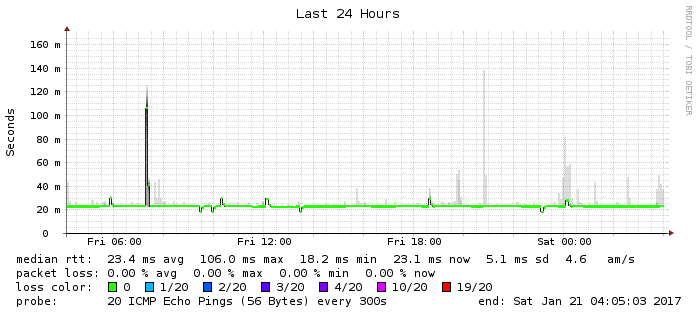 Last 24 Hours
RRDTOOL / TOBI OETIKER
Seconds
160 m
140 m
120 m
100 m
80 m
60 m
40 m
20 m
0
Fri 06:00 Fri 12:00 Fri 18:00 Sat 00:00
median rtt: 23.4 ms avg 106.0 ms max 18.2 ms min 23.1 ms now 5.1 ms sd 4.6 am/s
packet loss: 0.00 % avg 0.00 % max 0.00 % min 0.00 % now
loss color: 0 1/20 2/20 3/20 4/20 10/20 19/20
probe: 20 ICMP Echo Pings (56 Bytes) every 300s end: Sat Jan 21 04:05:03 2017